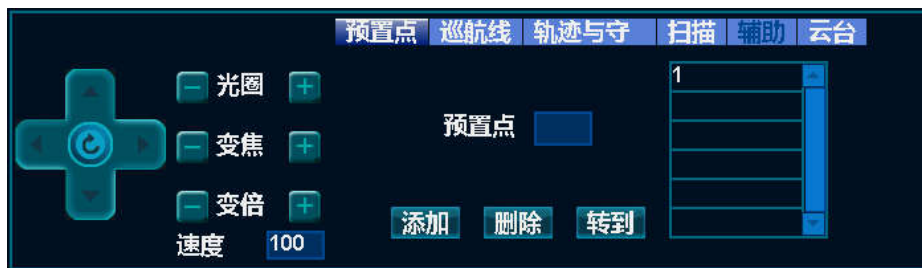 预置点 巡航线 轨迹与守 扫描 辅助 云台
光圈
1
预置点
变焦
变倍
添加 删除 转到
速度 100